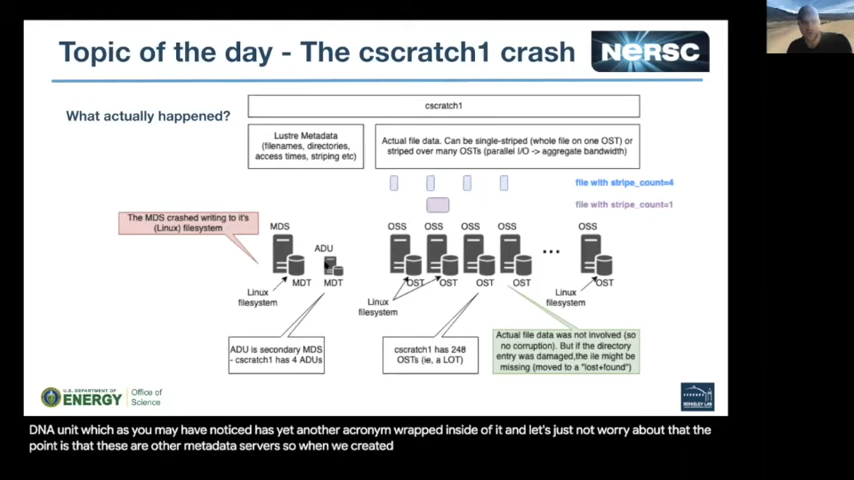 Topic of the day - The cscratch1 crash
NERSC
What actually happened?
cscratch1
Lustre Metadata
(filenames, directories,
access times, striping etc)
Actual file data. Can be single-striped (whole file on one OST) or
striped over many OSTs (parallel I/O -> aggregate bandwidth)
file with stripe_count=4
file with stripe_count=1
The MDS crashed writing to it's
(Linux) filesystem
MDS
ADU
OSS
OSS
OSS
OSS
OSS
...
MDT
MDT
OST
OST
OST
OST
OST
Linux
filesystem
Linux
filesystem
Linux
filesystem
ADU is secondary MDS
- cscratch1 has 4 ADUs
cscratch1 has 248
OSTs (ie, a LOT)
Actual file data was not involved (so
no corruption). But if the directory
entry was damaged,the ile might be
missing (moved to a "lost+found")
U.S. DEPARTMENT OF
ENERGY
Office of
Science
BERKELEY LAB
DNA unit which as you may have noticed has yet another acronym wrapped inside of it and let's just not worry about that the
point is that these are other metadata servers so when we created